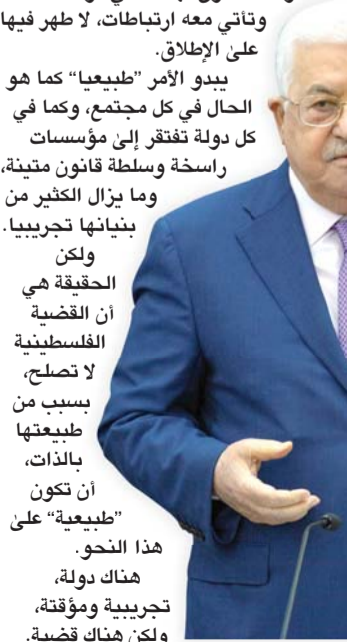 وتأتي معه ارتباطات، لا طهر فيها
على الإطلاق.
يبدو الأمر ”طبيعيا“ كما هو
الحال في كل مجتمع، وكما في
كل دولة تفتقر إلى مؤسسات
راسخة وسلطة قانون متينة،
وما يزال الكثير من
بنيانها تجريبيا.
ولكن
الحقيقة هي
أن القضية
الفلسطينية
لا تصلح،
بسبب من
طبيعتها
بالذات،
أن تكون
”طبيعية“ على
هذا النحو.
هناك دولة،
تجريبية ومؤقتة،
ولكن هناك قضية.